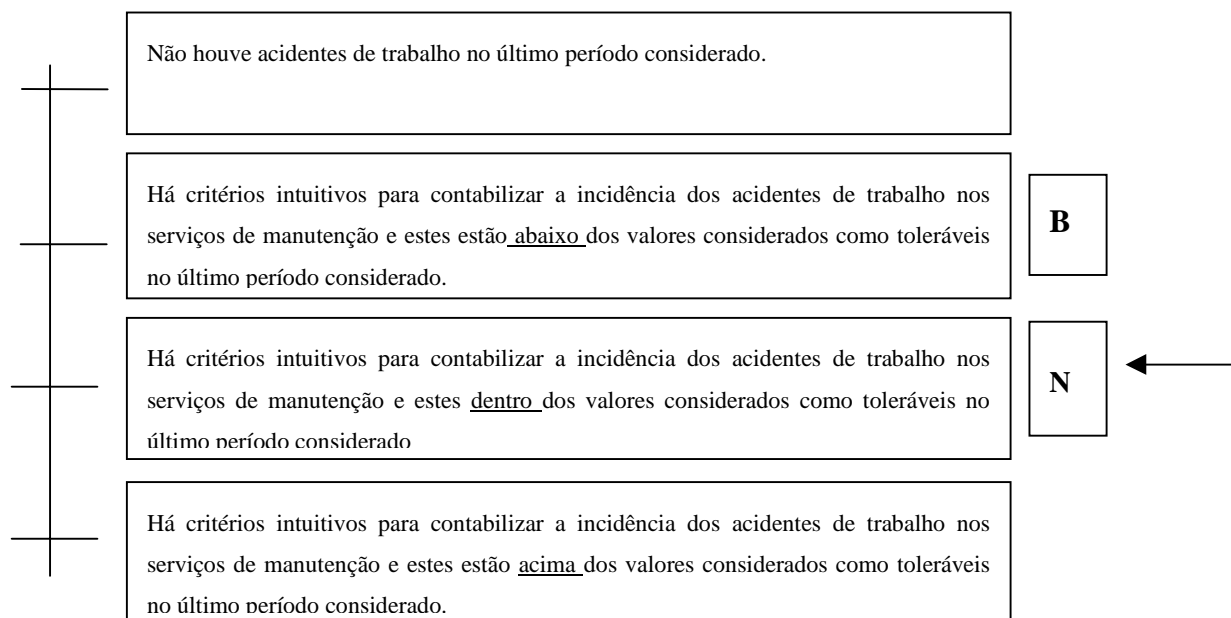 Não houve acidentes de trabalho no último período considerado.
Há critérios intuitivos para contabilizar a incidência dos acidentes de trabalho nos
serviços de manutenção e estes estão abaixo dos valores considerados como toleráveis
no último período considerado.
B
Há critérios intuitivos para contabilizar a incidência dos acidentes de trabalho nos
serviços de manutenção e estes dentro dos valores considerados como toleráveis no
último período considerado
N
Há critérios intuitivos para contabilizar a incidência dos acidentes de trabalho nos
serviços de manutenção e estes estão acima dos valores considerados como toleráveis
no último período considerado.